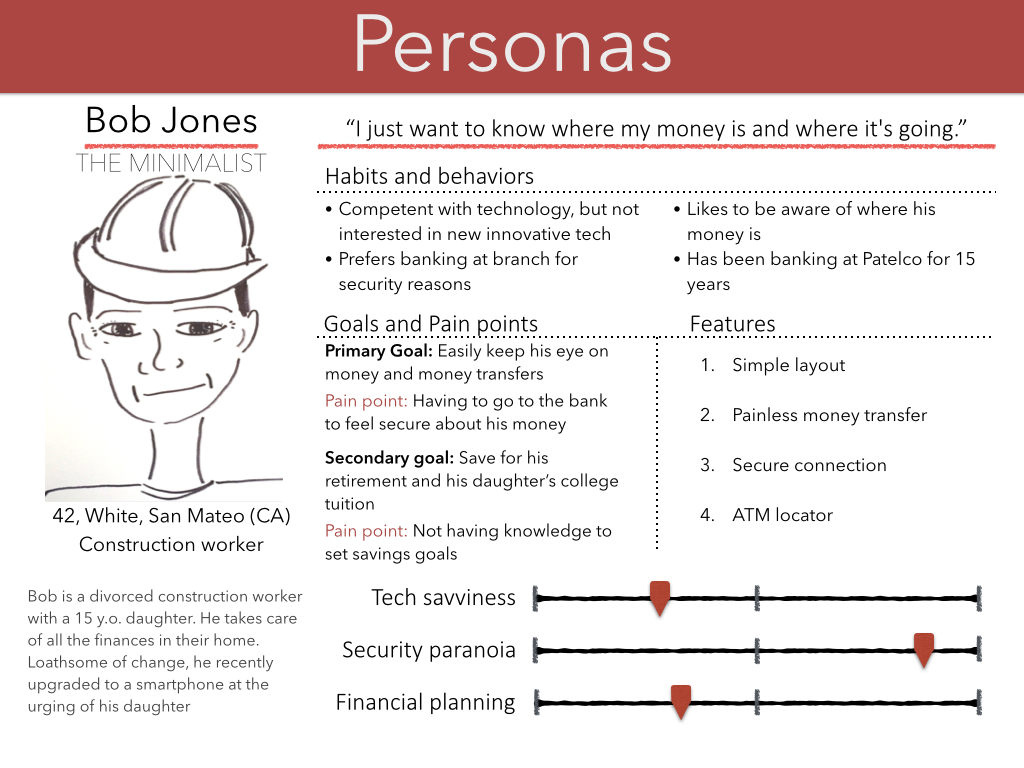 Personas
Bob Jones
THE MINIMALIST
42, White, San Mateo (CA)
Construction worker
Bob is a divorced construction worker
with a 15 y.o. daughter. He takes care
of all the finances in their home.
Loathsome of change, he recently
upgraded to a smartphone at the
urging of his daughter
“I just want to know where my money is and where it's going.”
Habits and behaviors
• Competent with technology, but not
interested in new innovative tech
• Prefers banking at branch for
security reasons
• Likes to be aware of where his
money is
• Has been banking at Patelco for 15
years
Goals and Pain points
Primary Goal: Easily keep his eye on
money and money transfers
Pain point: Having to go to the bank
to feel secure about his money
Secondary goal: Save for his
retirement and his daughter’s college
tuition
Pain point: Not having knowledge to
set savings goals
Features
1. Simple layout
2. Painless money transfer
3. Secure connection
4. ATM locator
Tech savviness
Security paranoia
Financial planning